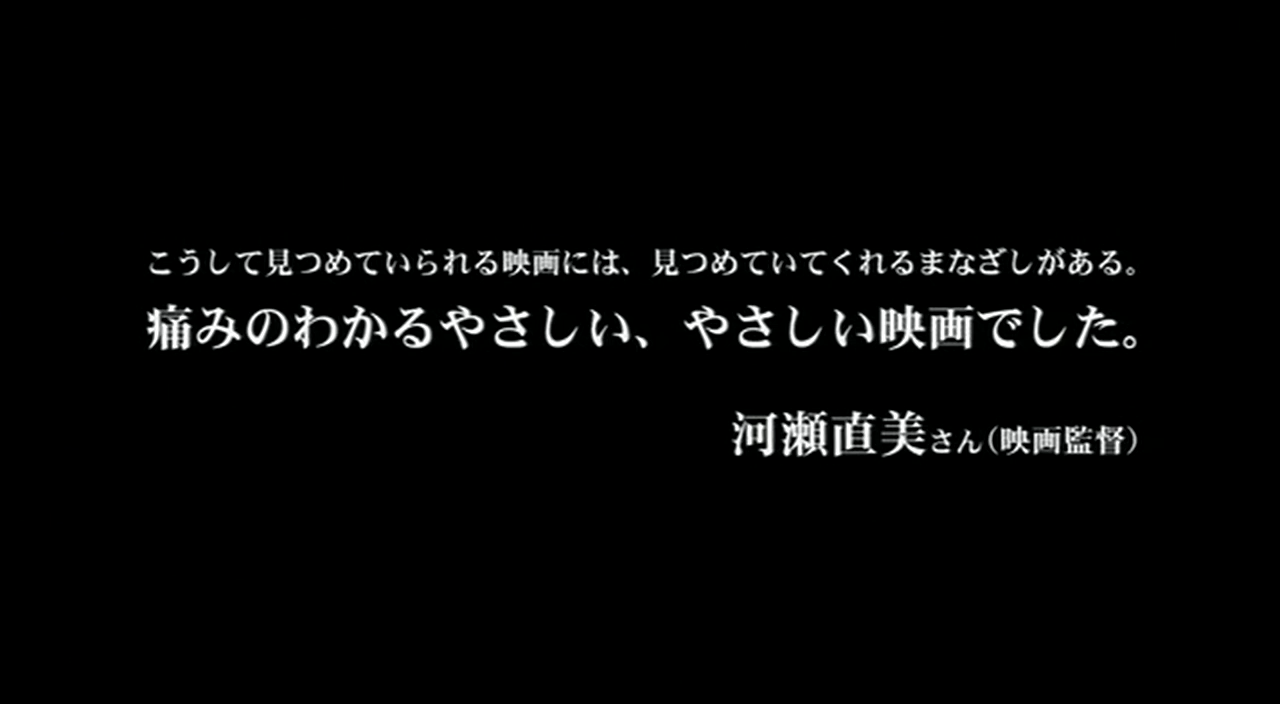 こうして見つめていられる映画には、見つめていてくれるまなざしがある。
痛みのわかるやさしい、やさしい映画でした。
河瀬直美さん（映画監督）